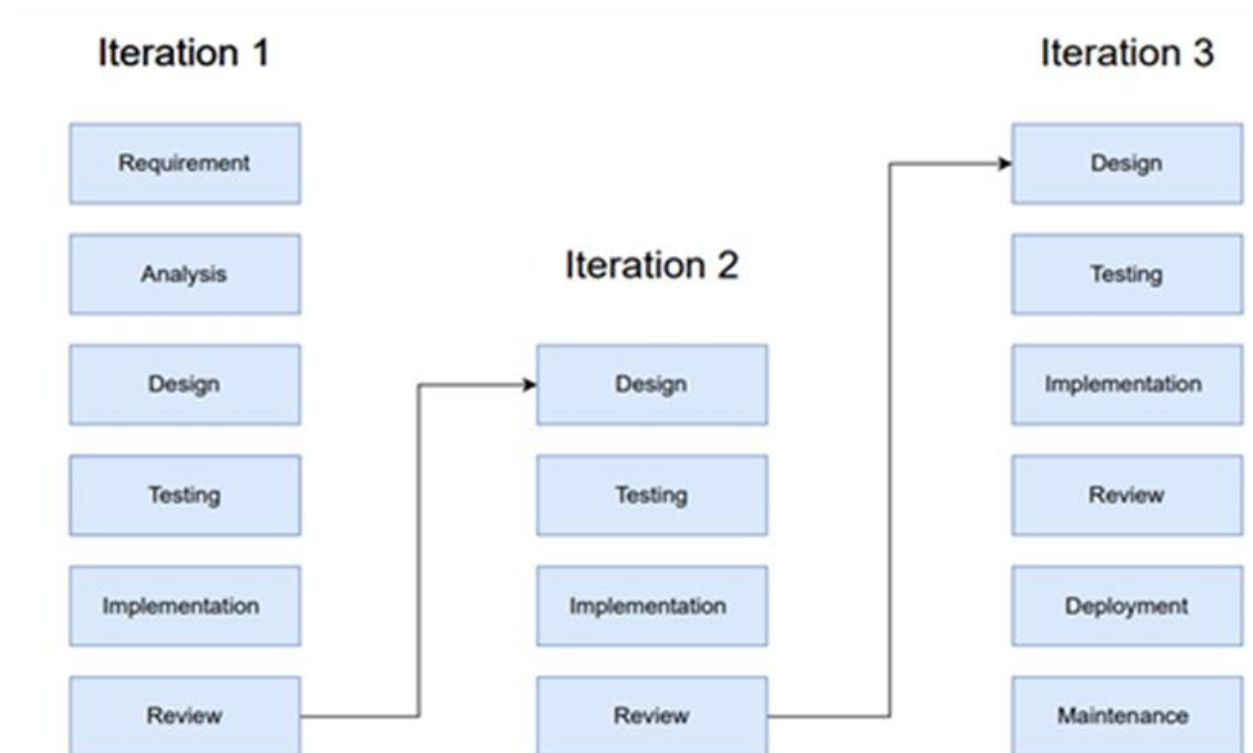 Iteration 1
Requirement
Analysis
Design
Testing
Implementation
Review
Iteration 2
Design
Testing
Implementation
Review
Iteration 3
Design
Testing
Implementation
Review
Deployment
Maintenance